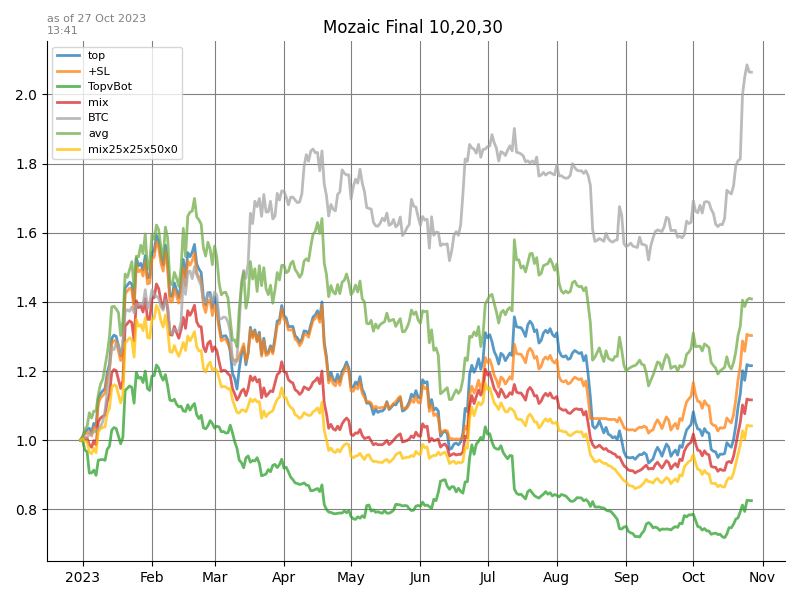 as of 27 Oct 2023
13:41
Mozaic Final 10,20,30
top
+SL
TopvBot
mix
BTC
avg
mix25x25x50x0
2.0
1.8
1.6
1.4
1.2
1.0
0.8
2023 Feb Mar Apr May Jun Jul Aug Sep Oct Nov